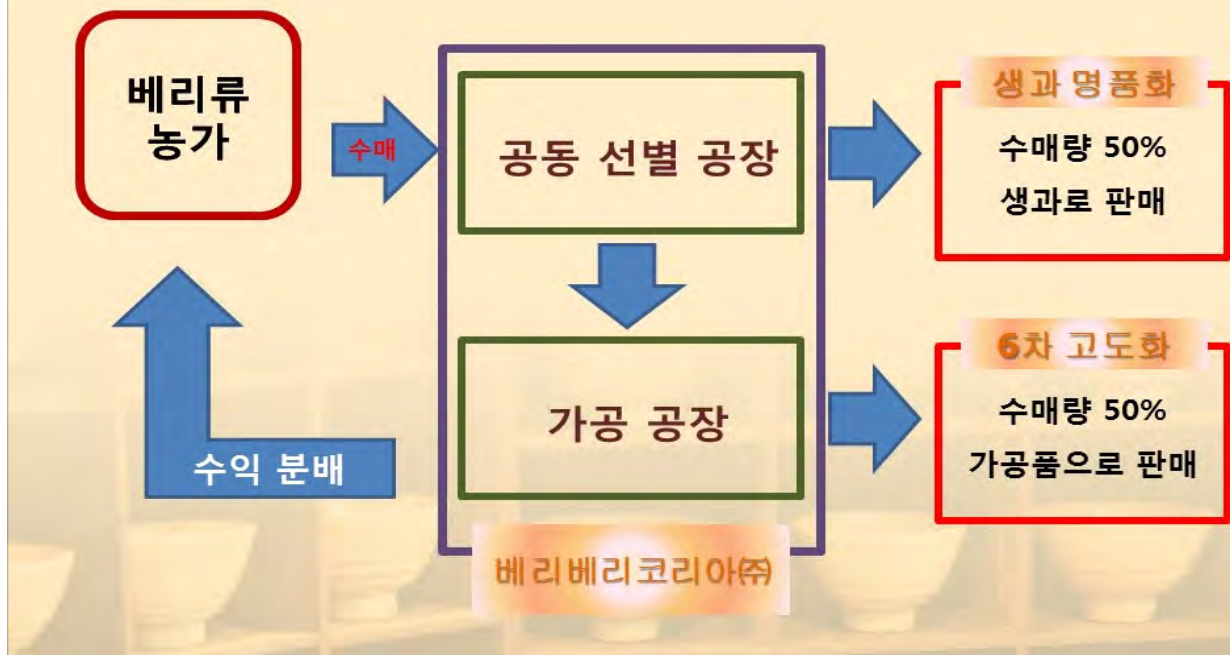 베리류
농가
수매
공동 선별 공장
생과 명품화
수매량 50%
생과로 판매
가공 공장
6차 고도화
수매량 50%
가공품으로 판매
수익 분배
베리베리코리아㈜